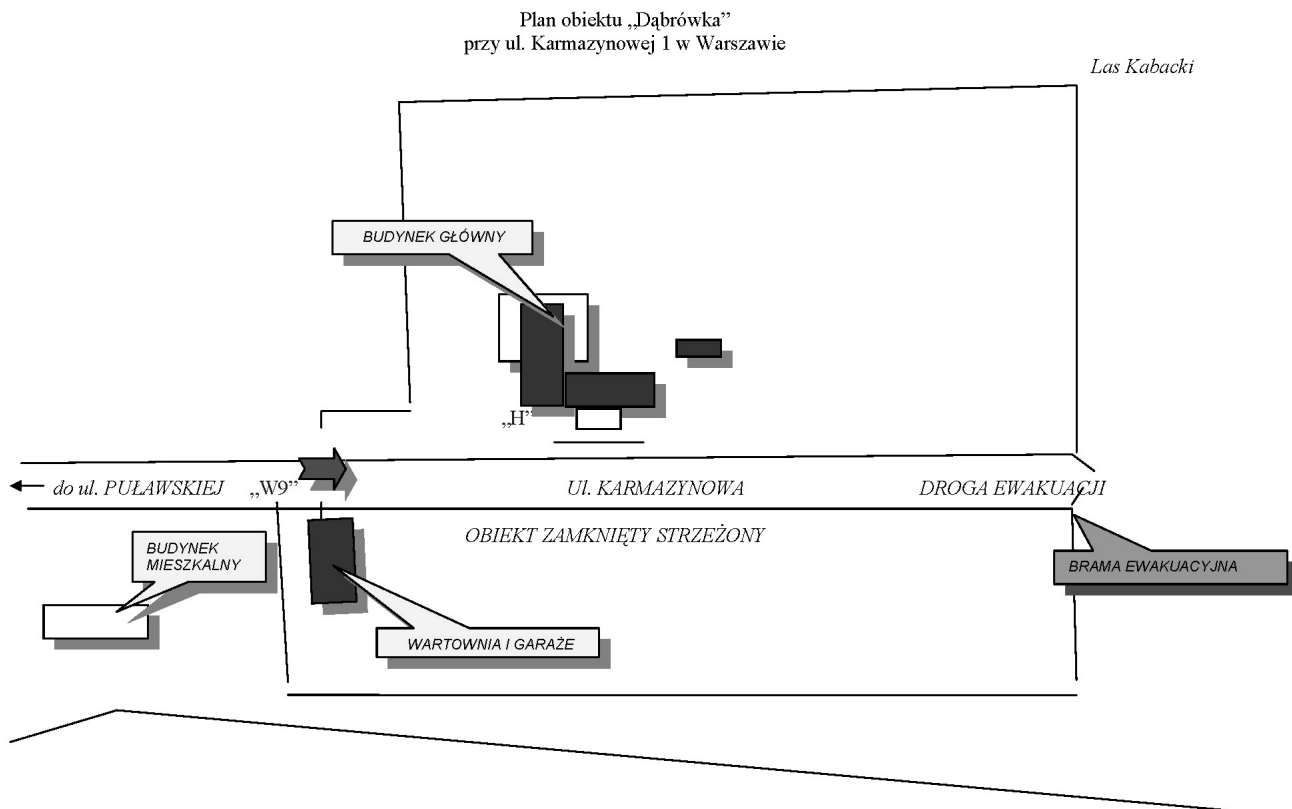 Plan obiektu „Dąbrówka”
przy ul. Karmazynowej 1 w Warszawie
Las Kabacki
BUDYNEK GŁÓWNY
„H”
do ul. PUŁAWSKIEJ
„W9”
Ul. KARMAZYNOWA
DROGA EWAKUACJI
OBIEKT ZAMKNIĘTY STRZEŻONY
BUDYNEK
MIESZKALNY
BRAMA EWAKUACYJNA
WARTOWNIA I GARAŻE